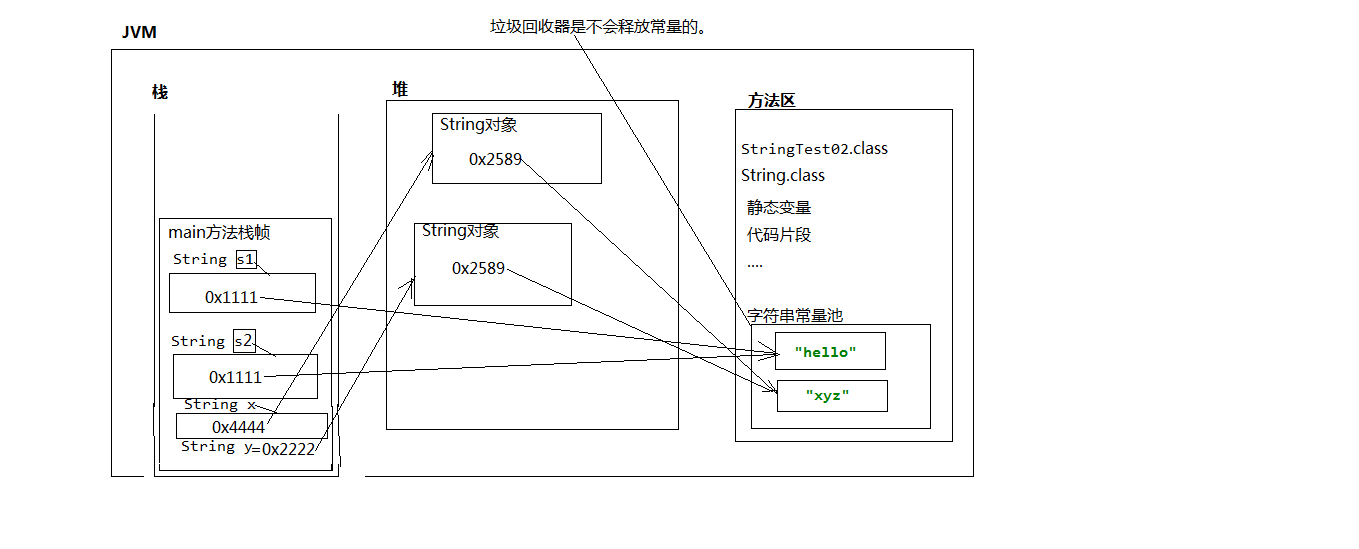 垃圾回收器是不会释放常量的。
JVM
栈
堆
方法区
String对象
0x2589
String对象
0x2589
StringTest02.class
String.class
静态变量
代码片段
....
main方法栈帧
String s1
0x1111
String s2
0x1111
String x
0x4444
String y=0x2222
字符串常量池
"hello"
"xyz"